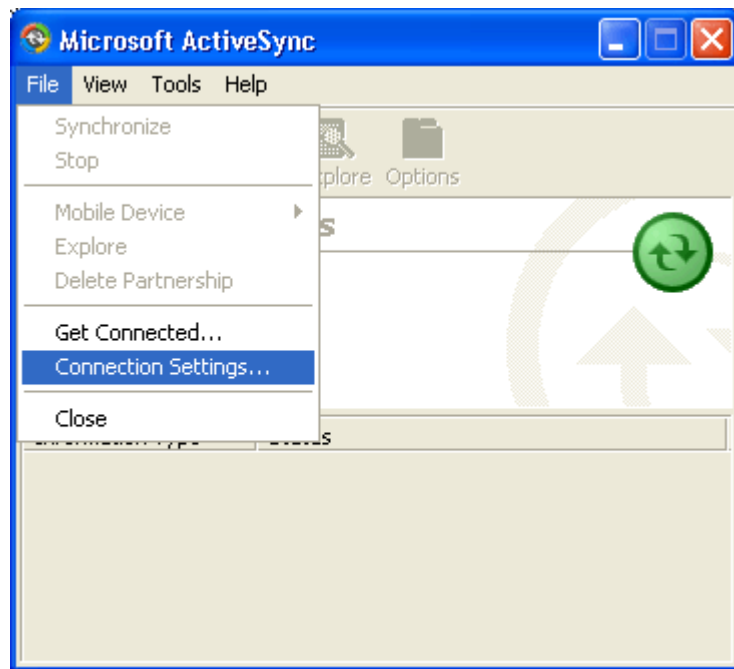 Microsoft ActiveSync
File View Tools Help
Synchronize
Stop
plore Options
Mobile Device
s
Explore
Delete Partnership
Get Connected...
Connection Settings...
Close
Status